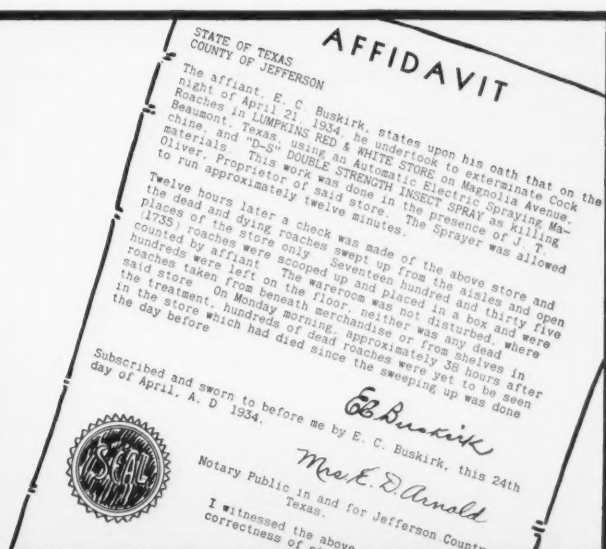 AFFIDAVIT
STATE OF TEXAS
COUNTY OF JEFFERSON
The affiant, E. C. Buskirk, states upon his oath that on the
night of April 21, 1934, he undertook to exterminate Cock
Roaches in LUMPKINS RED & WHITE STORE on Magnolia Avenue,
Beaumont, Texas, using an Automatic Electric Spraying Ma-
chine, and "D-S" DOUBLE STRENGTH INSECT SPRAY as killing
materials. This work was done in the presence of J. T.
Oliver, Proprietor of said store. The Sprayer was allowed
to run approximately twelve minutes.
Twelve hours later a check was made of the above store and
the dead and dying roaches swept up from the aisles and open
places of the store only. Seventeen hundred and thirty five
(1735) roaches were scooped up and placed in a box and were
counted by affiant. The wareroom was not disturbed, where
hundreds were left on the floor, neither was any dead
roaches taken from beneath merchandise or from shelves in
said store. On Monday morning, approximately 38 hours after
the treatment, hundreds of dead roaches were yet to be seen
in the store which had died since the sweeping up was done
the day before
E C Buskirk
Subscribed and sworn to before me by E. C. Buskirk, this 24th
day of April, A. D 1934.
Mrs. E. D. Arnold
SEAL
Notary Public in and for Jefferson County
Texas.
I witnessed the above
correctness of